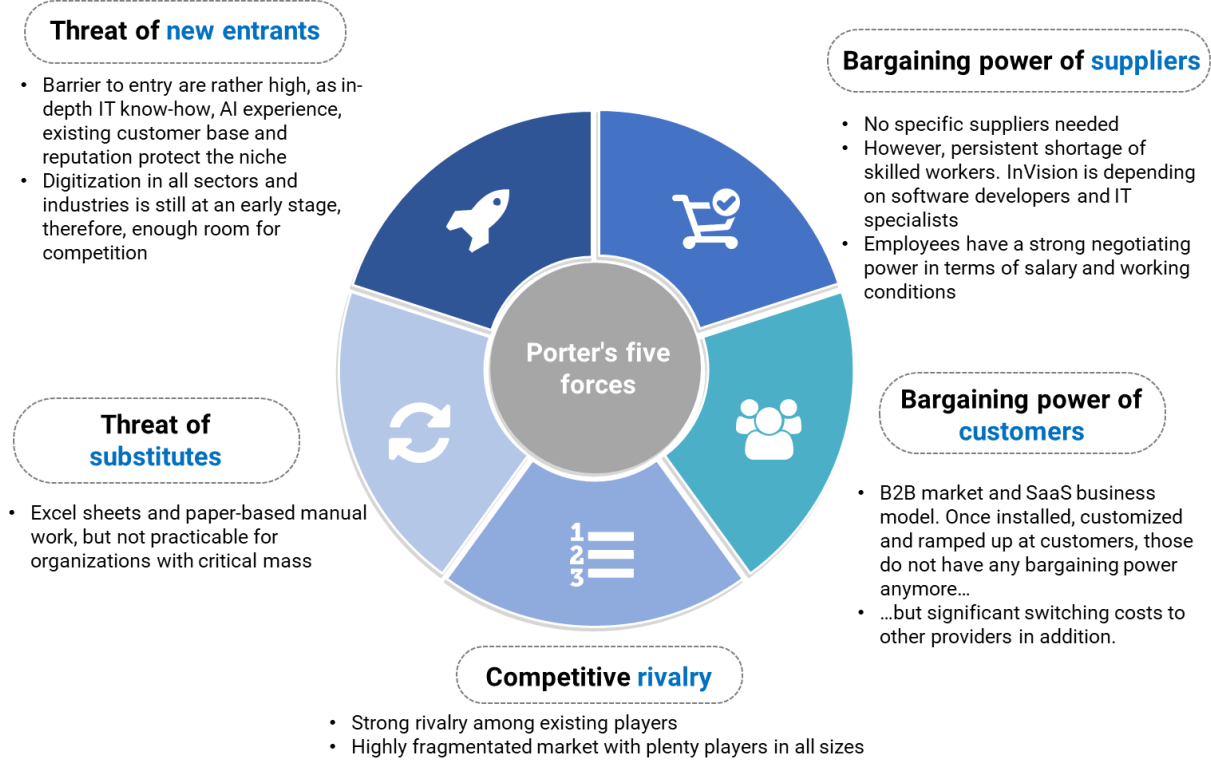 Threat of new entrants
• Barrier to entry are rather high, as in-
depth IT know-how, AI experience,
existing customer base and
reputation protect the niche
• Digitization in all sectors and
industries is still at an early stage,
therefore, enough room for
competition
Bargaining power of suppliers
• No specific suppliers needed
• However, persistent shortage of
skilled workers. InVision is depending
on software developers and IT
specialists
• Employees have a strong negotiating
power in terms of salary and working
conditions
Porter's five
forces
Threat of
substitutes
• Excel sheets and paper-based manual
work, but not practicable for
organizations with critical mass
Bargaining power of
customers
• B2B market and SaaS business
model. Once installed, customized
and ramped up at customers, those
do not have any bargaining power
anymore…
• …but significant switching costs to
other providers in addition.
1
2
3
Competitive rivalry
• Strong rivalry among existing players
• Highly fragmentated market with plenty players in all sizes